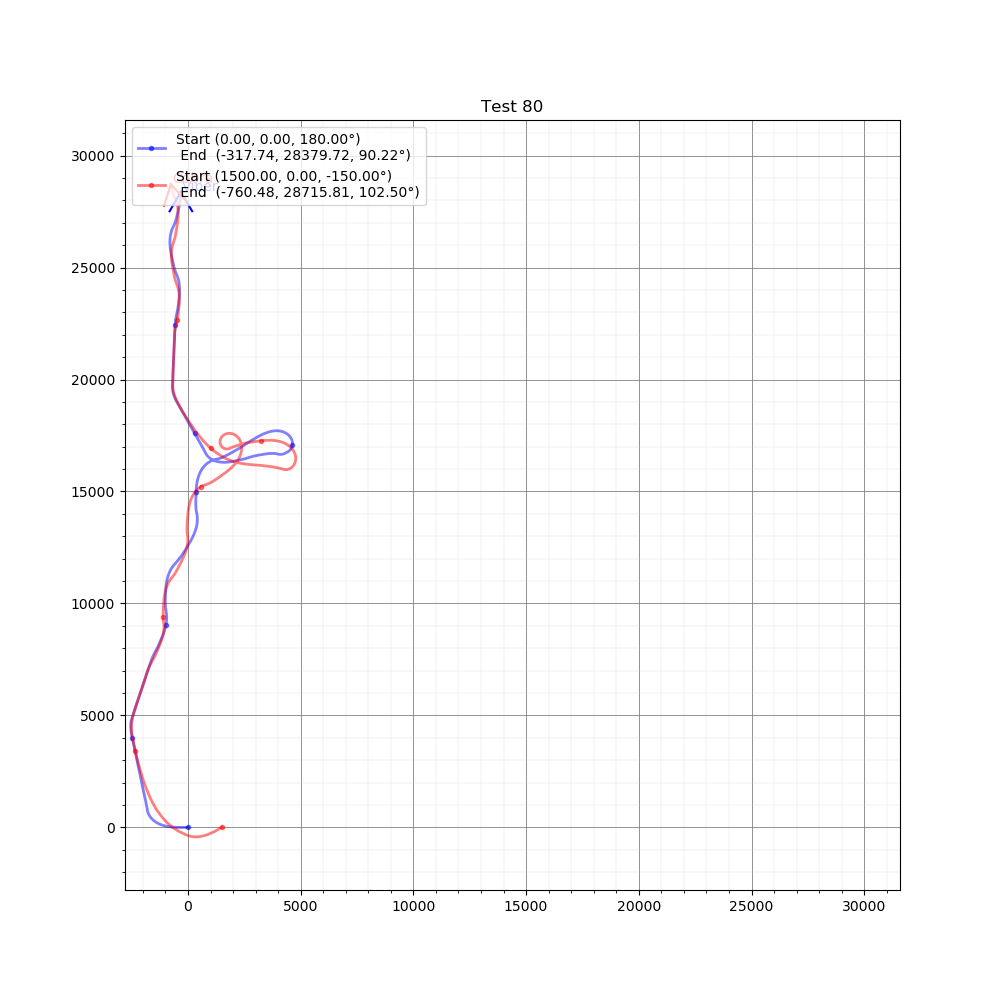 Test 80
Start (0.00, 0.00, 180.00°)
End (-317.74, 28379.72, 90.22°)
Start (1500.00, 0.00, -150.00°)
End (-760.48, 28715.81, 102.50°)
30000
25000
20000
15000
10000
5000
0
0 5000 10000 15000 20000 25000 30000